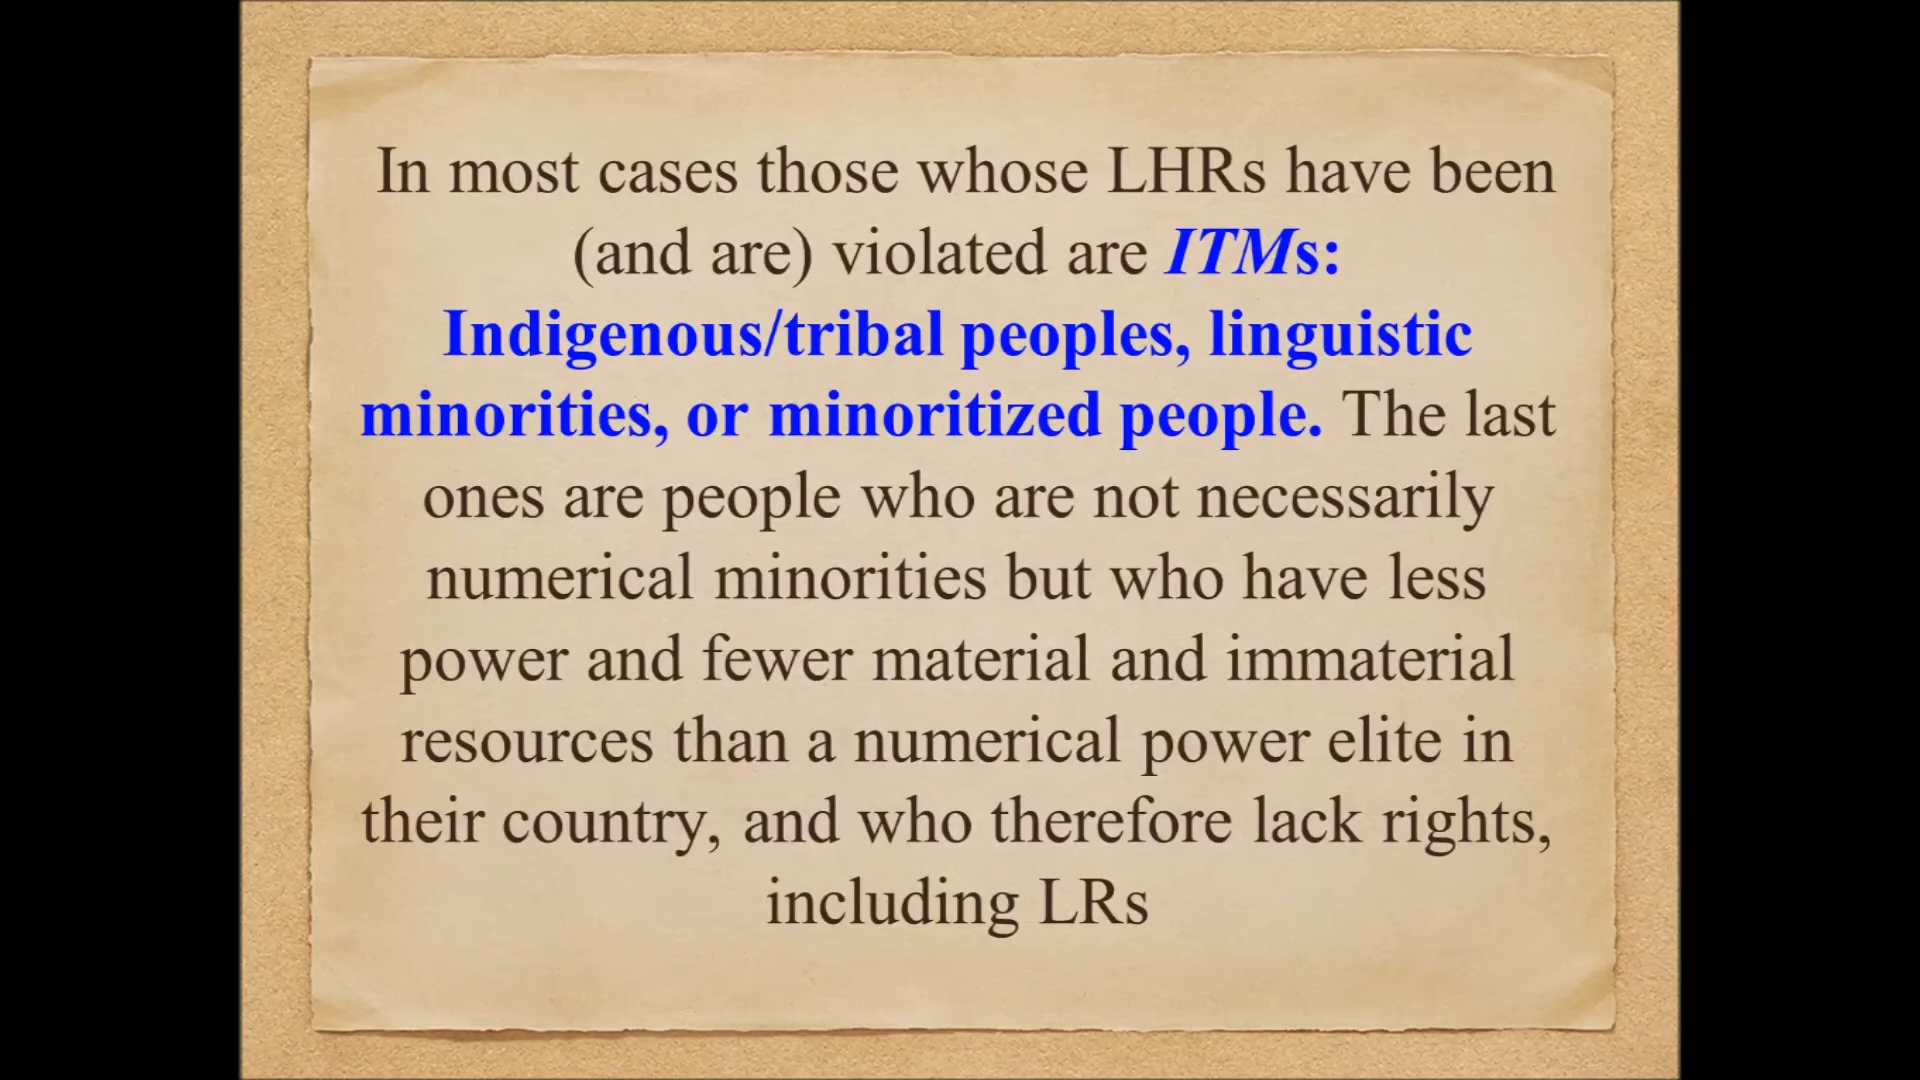 In most cases those whose LHRs have been
(and are) violated are ITMs:
Indigenous/tribal peoples, linguistic
minorities, or minoritized people. The last
ones are people who are not necessarily
numerical minorities but who have less
power and fewer material and immaterial
resources than a numerical power elite in
their country, and who therefore lack rights,
including LRs